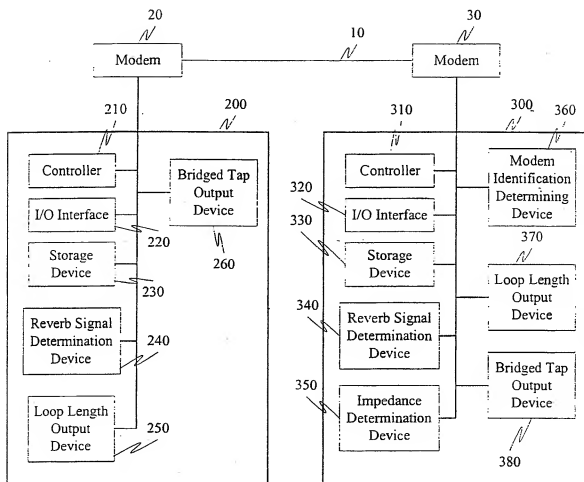 20
10
30
Modem
Modem
210
200
Controller
Bridged Tap
Output
Device
260
I/O Interface
220
Storage
Device
230
Reverb Signal
Determination
Device
240
Loop Length
Output
Device
250
310
300
360
Controller
Modem
Identification
Determining
Device
320
I/O Interface
330
Storage
Device
370
Loop Length
Output
Device
340
Reverb Signal
Determination
Device
350
Impedance
Determination
Device
Bridged Tap
Output
Device
380